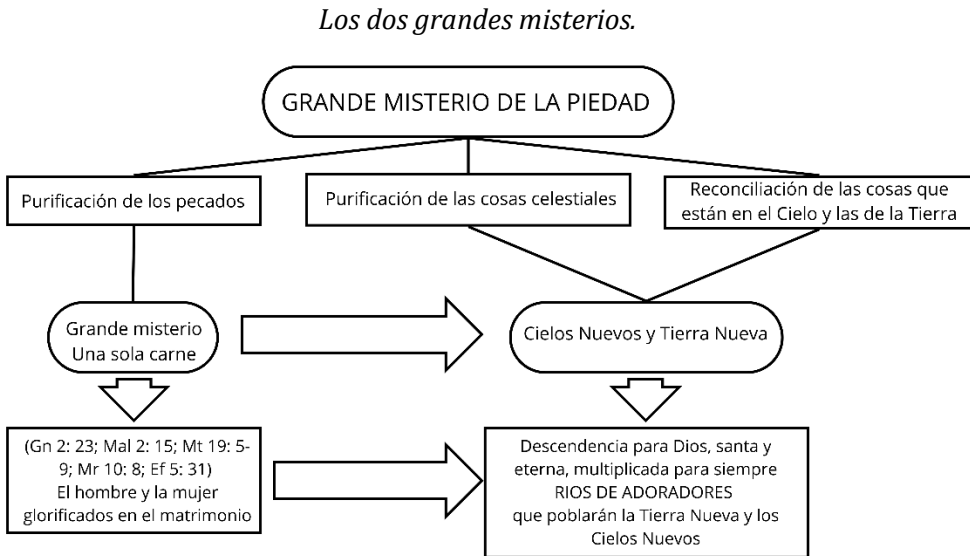 Los dos grandes misterios.
GRANDE MISTERIO DE LA PIEDAD
Purificación de los pecados
Purificación de las cosas celestiales
Reconciliación de las cosas que
están en el Cielo y las de la Tierra
Grande misterio
Una sola carne
Cielos Nuevos y Tierra Nueva
(Gn 2: 23; Mal 2: 15; Mt 19: 5-
9; Mr 10: 8; Ef 5: 31)
El hombre y la mujer
glorificados en el matrimonio
Descendencia para Dios, santa y
eterna, multiplicada para siempre
RIOS DE ADORADORES
que poblarán la Tierra Nueva y los
Cielos Nuevos